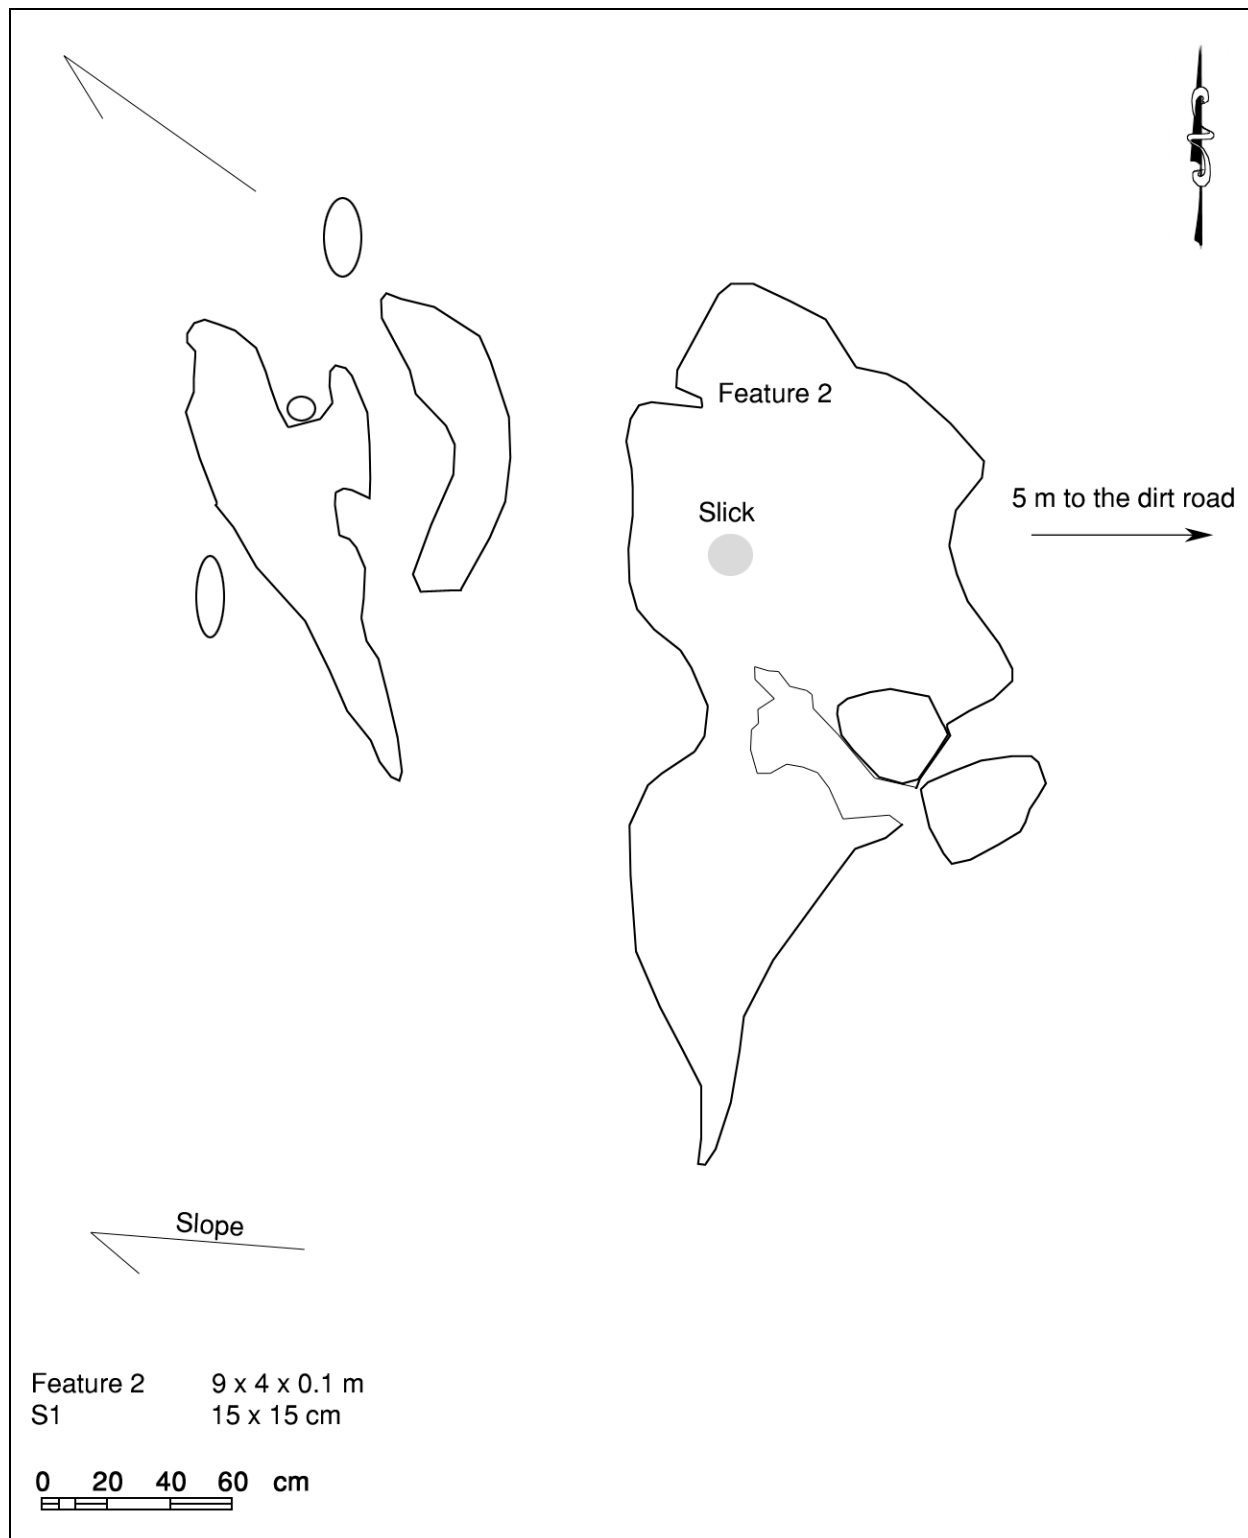 Feature 2
Slick
5 m to the dirt road
Slope
Feature 2 9 x 4 x 0.1 m
S1 15 x 15 cm
0 20 40 60 cm